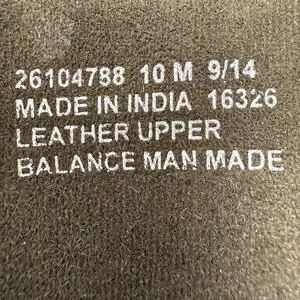 26104788 10 M 9/14
MADE IN INDIA 16326
LEATHER UPPER
BALANCE MAN MADE